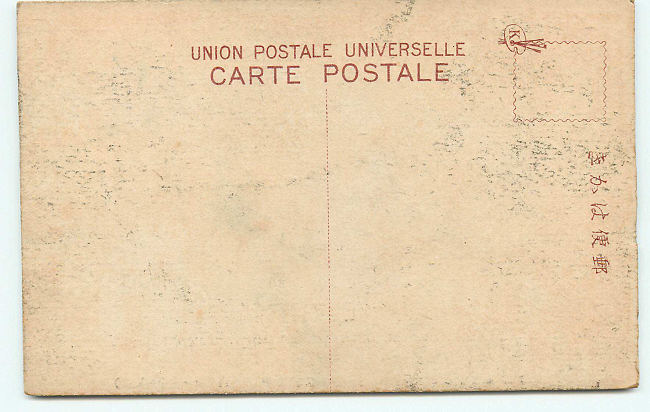 K
UNION POSTALE UNIVERSELLE
CARTE POSTALE
郵便はかき